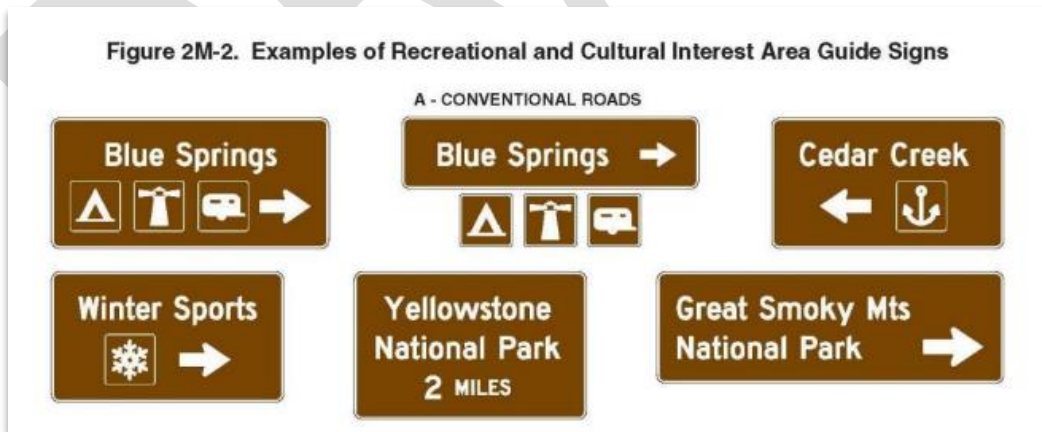 Figure 2M-2. Examples of Recreational and Cultural Interest Area Guide Signs
A - CONVENTIONAL ROADS
Blue Springs
Blue Springs
Cedar Creek
Winter Sports
Yellowstone
National Park
2 MILES
Great Smoky Mts
National Park